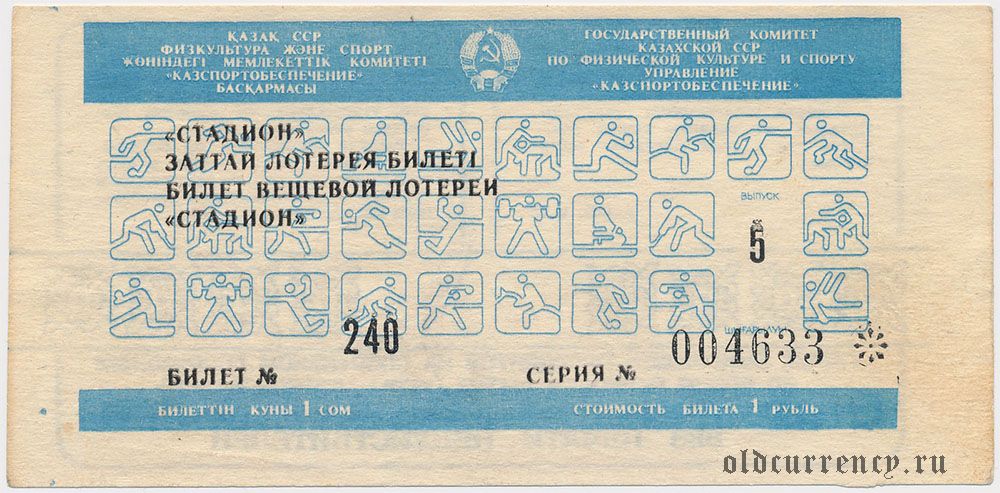 ҚАЗАҚ ССР
ФИЗКУЛЬТУРА ЖӘНЕ СПОРТ
ЖӨНІНДЕГІ МЕМЛЕКЕТТІК КОМИТЕТІ
«КАЗСПОРТОБЕСПЕЧЕНИЕ»
БАСҚАРМАСЫ
ГОСУДАРСТВЕННЫЙ КОМИТЕТ
КАЗАХСКОЙ ССР
ПО ФИЗИЧЕСКОЙ КУЛЬТУРЕ И СПОРТУ
УПРАВЛЕНИЕ
«КАЗСПОРТОБЕСПЕЧЕНИЕ»
«СТАДИОН»
ЗАТТАЙ ЛОТЕРЕЯ БИЛЕТІ
БИЛЕТ ВЕЩЕВОЙ ЛОТЕРЕИ
«СТАДИОН»
ВЫПУСК
5
240
004633
БИЛЕТ №
СЕРИЯ №
БИЛЕТТІН КУНЫ 1 СОМ
СТОИМОСТЬ БИЛЕТА 1 РУБЛЬ
oldcurrency.ru